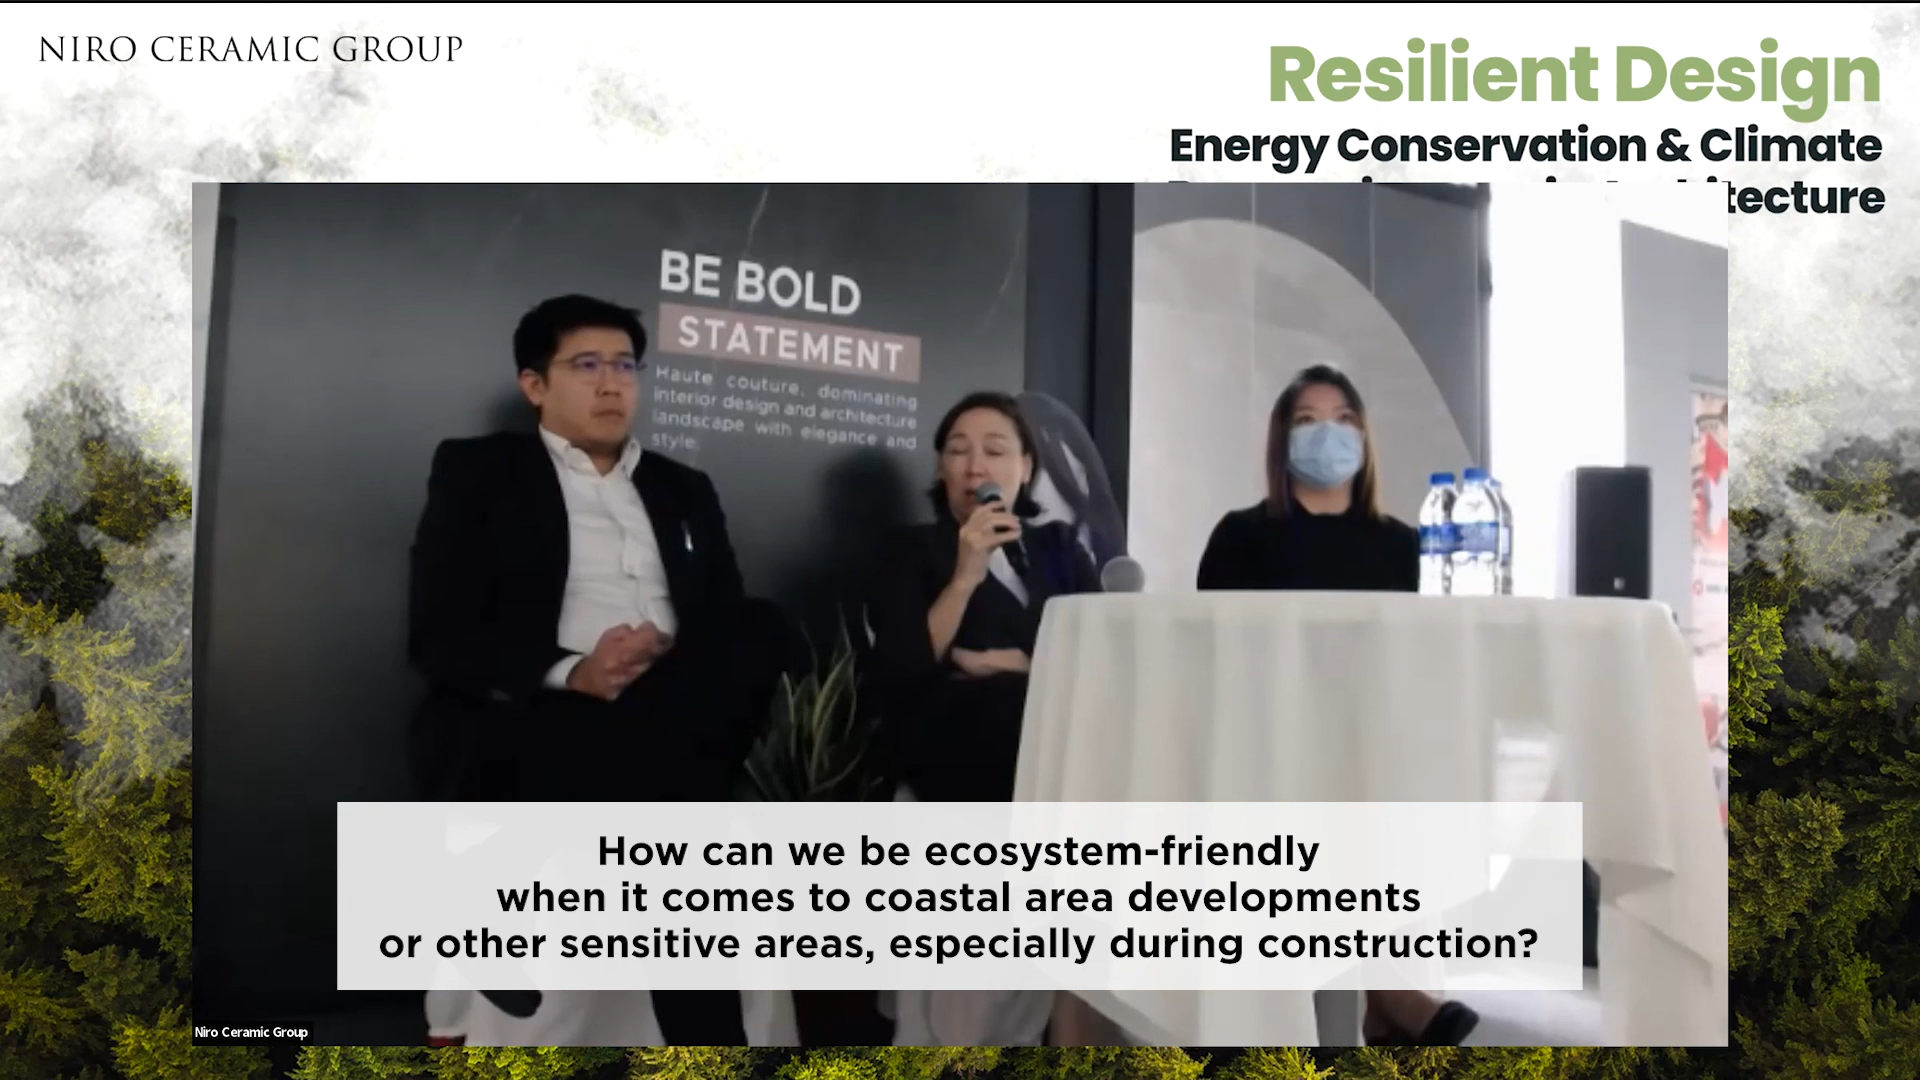 NIRO CERAMIC GROUP
Resilient Design
Energy Conservation & Climate
tecture
BE BOLD
STATEMENT
Haute couture, dominating
interior design and architecture
landscape with elegance and
style.
How can we be ecosystem-friendly
when it comes to coastal area developments
or other sensitive areas, especially during construction?
Niro Ceramic Group